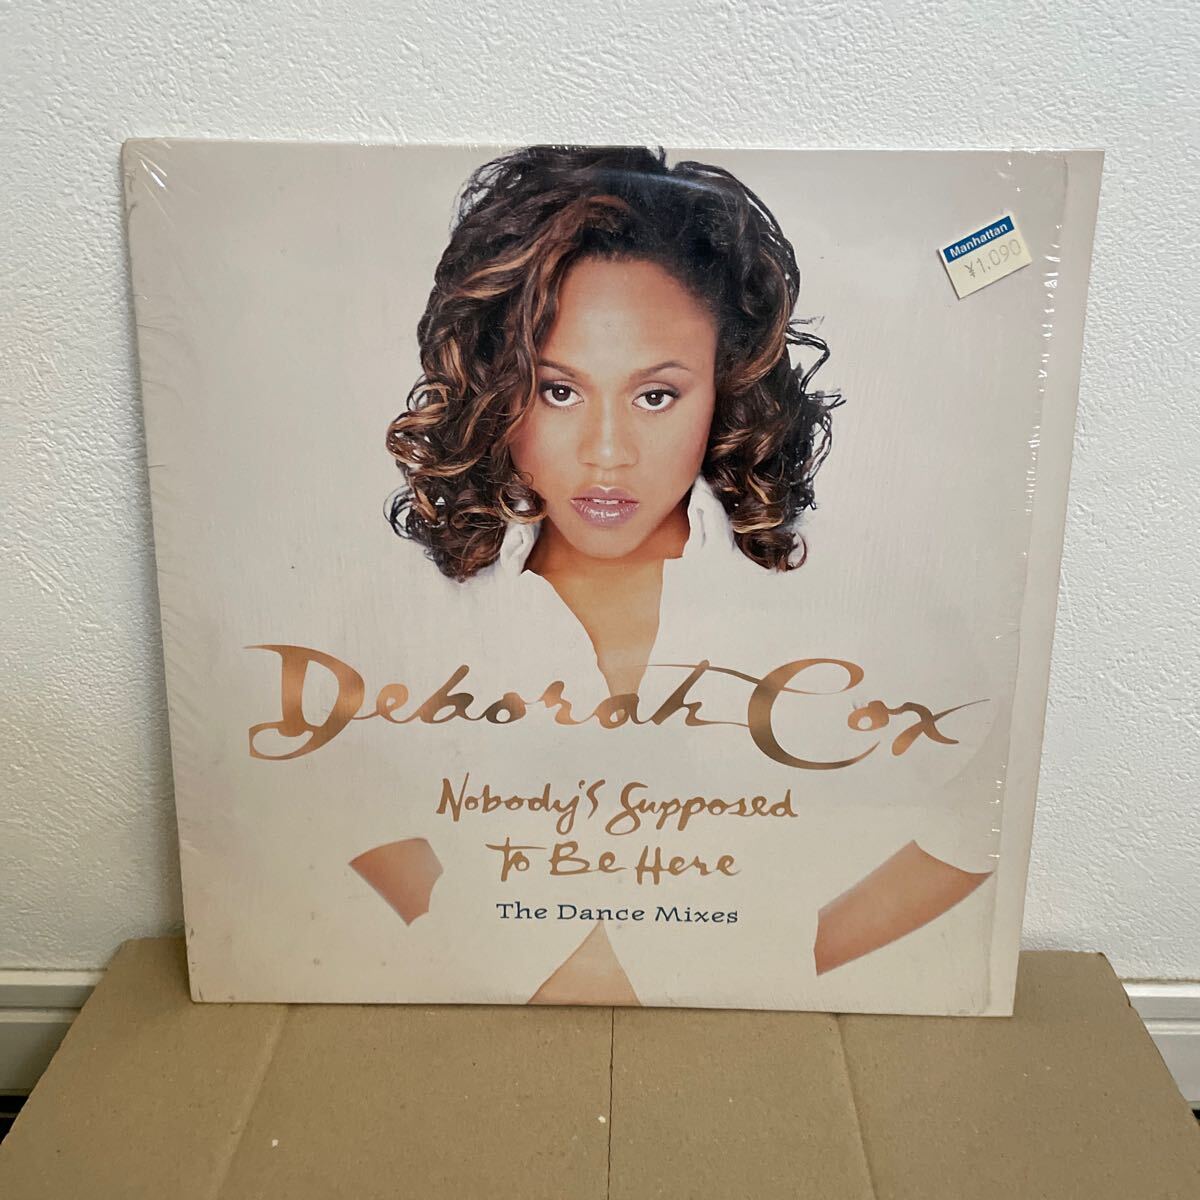 Manhattan
¥1,090
Deborah Cox
Nobody's Supposed
To Be Here
The Dance Mixes